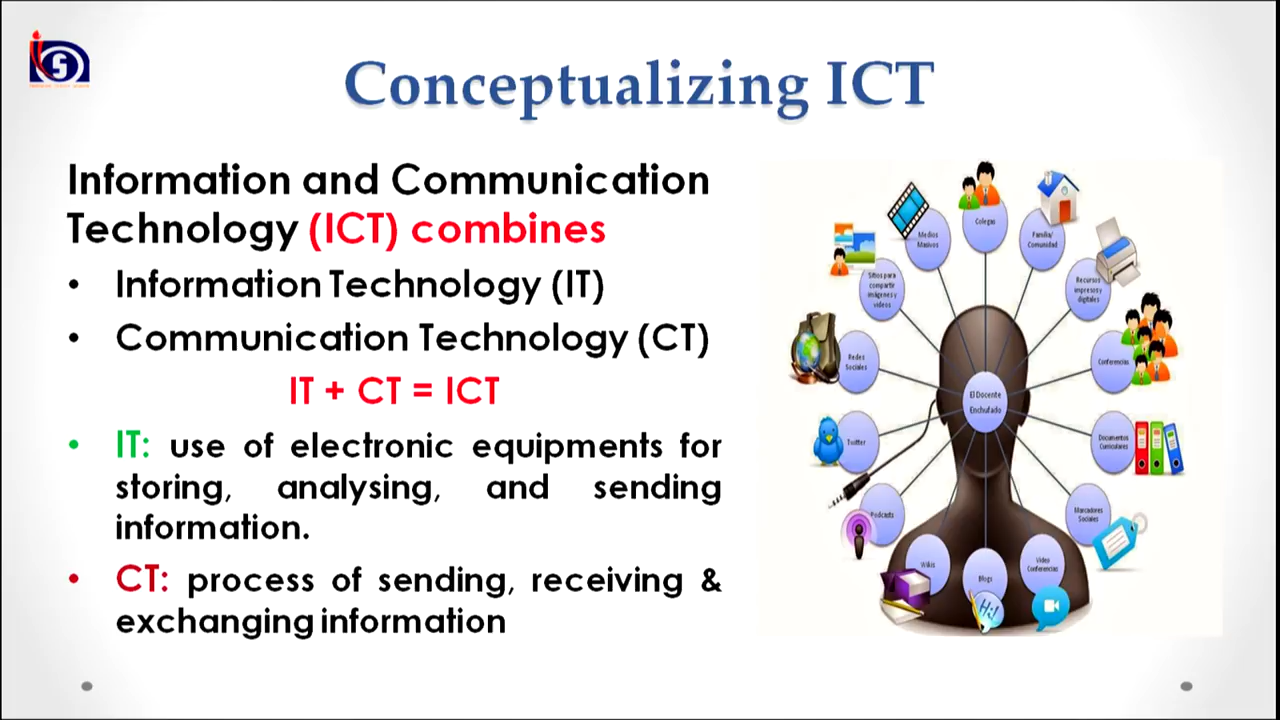 Conceptualizing ICT
Information and Communication
Technology (ICT) combines
• Information Technology (IT)
• Communication Technology (CT)
IT + CT = ICT
• IT: use of electronic equipments for
storing, analysing, and sending
information.
• CT: process of sending, receiving &
exchanging information
Colegas
Familia/
Comunidad
Recursos
impresos y
digitales
Conferencias
Documentos
Curriculares
Marcadores
Sociales
Video
Conferencias
Blogs
Hi!
Wikis
Podcasts
Twitter
Redes
Sociales
Sitios para
compartir
imágenes y
videos
Medios
Masivos
El Docente
Enchufado